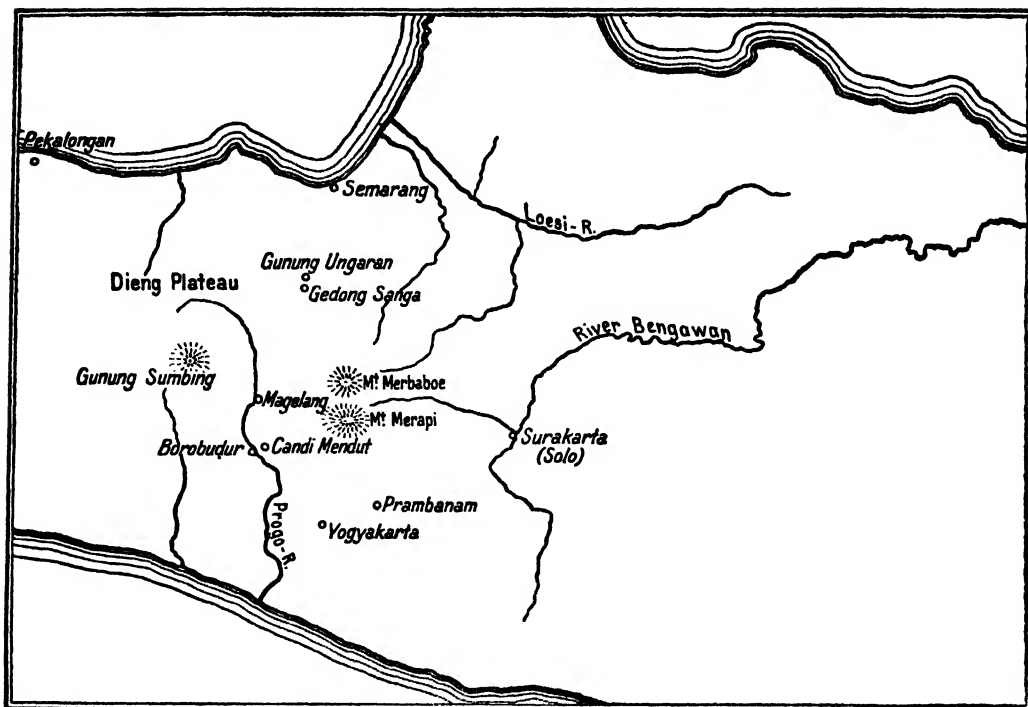 Pekalongan
Semarang
Loesi-R.
Gunung Ungaran
Gedong Sanga
Dieng Plateau
River Bengawan
Gunung Sumbing
Mt. Merbaboe
Magelang
Mt. Merapi
Borobudur
Candi Mendut
Surakarta
(Solo)
Prambanam
Progo-R.
Yogyakarta